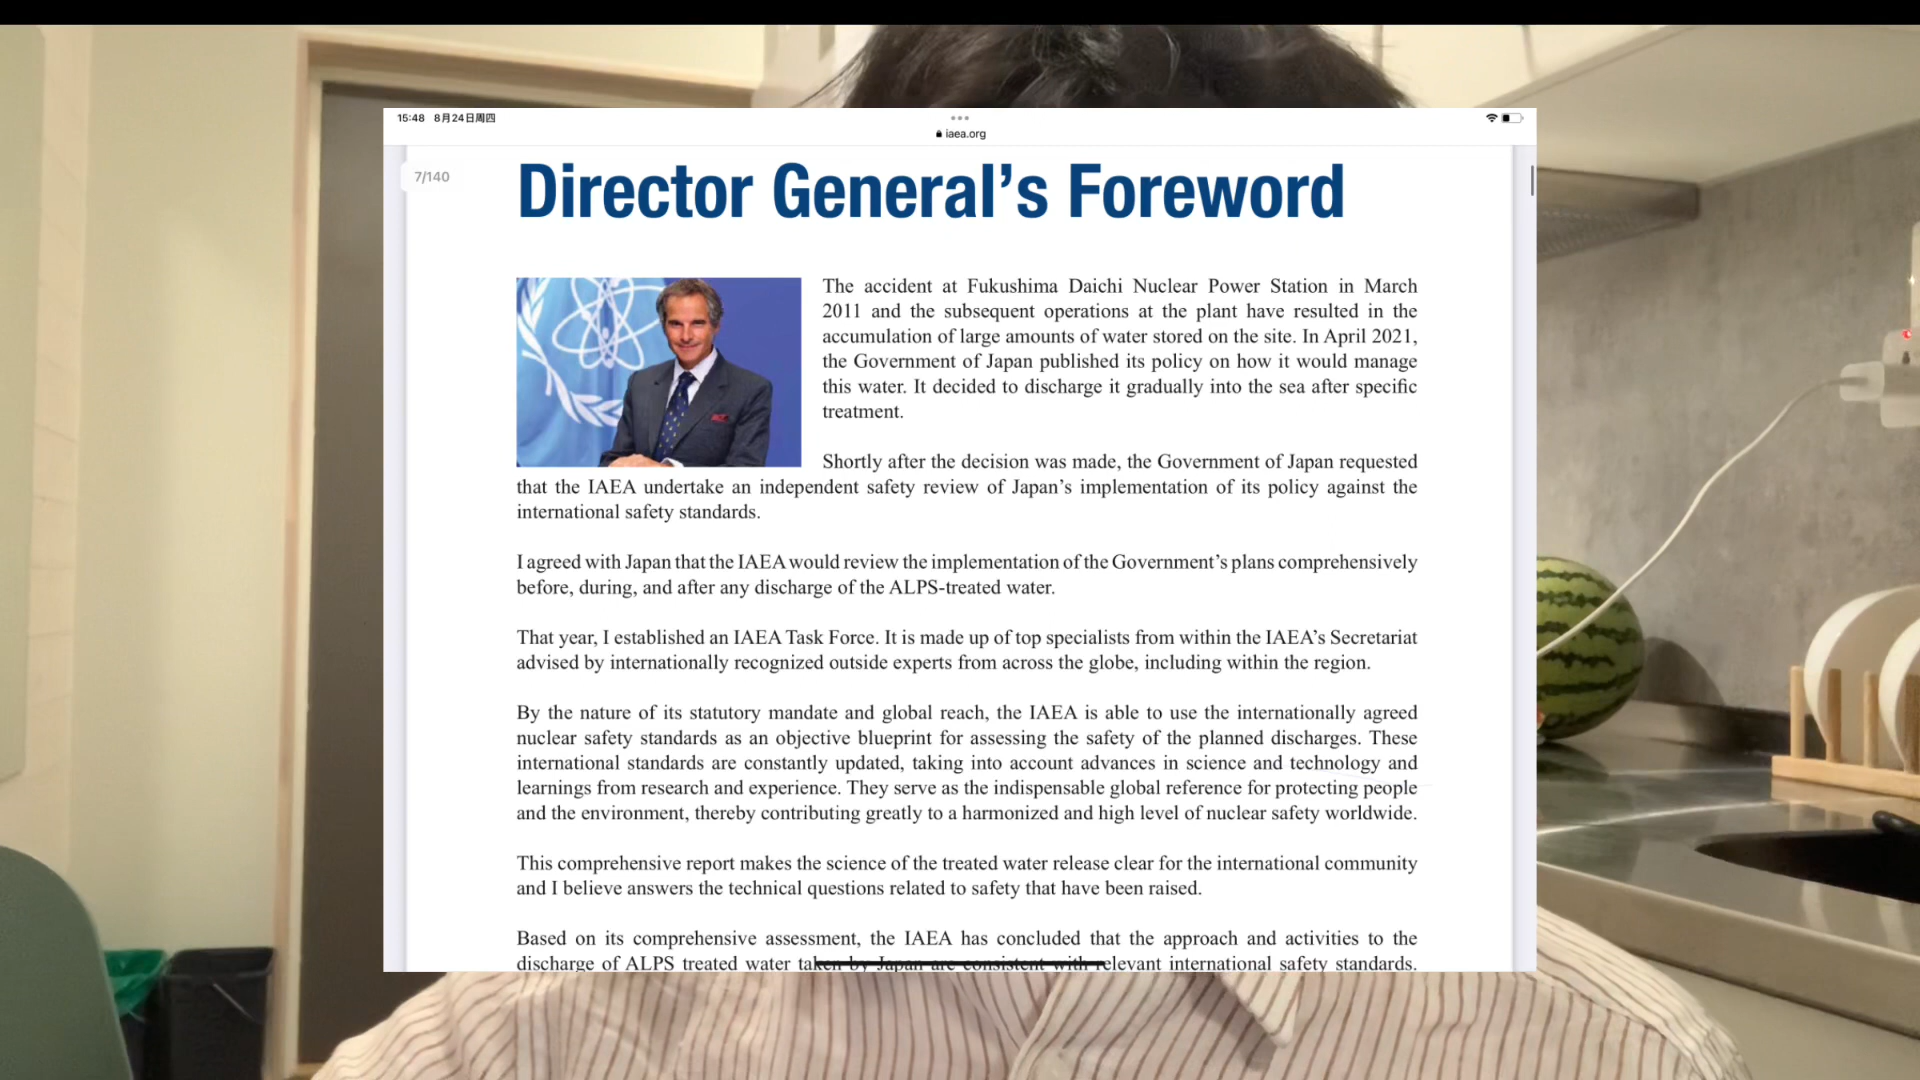 15:48 8月24日周四
iaea.org
7/140
Director General’s Foreword
The accident at Fukushima Daichi Nuclear Power Station in March
2011 and the subsequent operations at the plant have resulted in the
accumulation of large amounts of water stored on the site. In April 2021,
the Government of Japan published its policy on how it would manage
this water. It decided to discharge it gradually into the sea after specific
treatment.
Shortly after the decision was made, the Government of Japan requested
that the IAEA undertake an independent safety review of Japan’s implementation of its policy against the
international safety standards.
I agreed with Japan that the IAEA would review the implementation of the Government’s plans comprehensively
before, during, and after any discharge of the ALPS-treated water.
That year, I established an IAEA Task Force. It is made up of top specialists from within the IAEA’s Secretariat
advised by internationally recognized outside experts from across the globe, including within the region.
By the nature of its statutory mandate and global reach, the IAEA is able to use the internationally agreed
nuclear safety standards as an objective blueprint for assessing the safety of the planned discharges. These
international standards are constantly updated, taking into account advances in science and technology and
learnings from research and experience. They serve as the indispensable global reference for protecting people
and the environment, thereby contributing greatly to a harmonized and high level of nuclear safety worldwide.
This comprehensive report makes the science of the treated water release clear for the international community
and I believe answers the technical questions related to safety that have been raised.
Based on its comprehensive assessment, the IAEA has concluded that the approach and activities to the
discharge of ALPS treated water taken by Japan are consistent with relevant international safety standards.